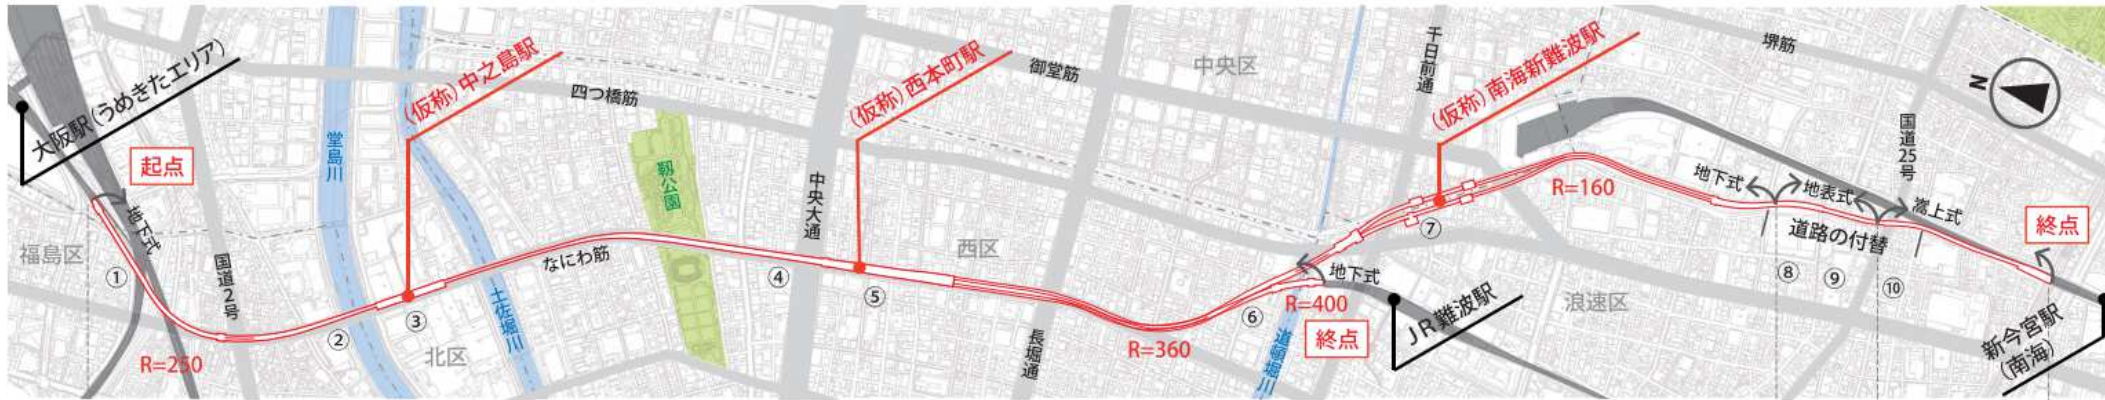 大阪駅(うめきたエリア)
起点
地下式
福島区
①
国道2号
R=250
堂島川
②
(仮称)中之島駅
③
北区
土佐堀川
四つ橋筋
なにわ筋
靱公園
中央大通
④
(仮称)西本町駅
⑤
西区
御堂筋
長堀通
中央区
R=360
⑥
道頓堀川
R=400
終点
地下式
JR難波駅
千日前通
(仮称)南海新難波駅
⑦
R=160
浪速区
堺筋
地下式
地表式
嵩上式
道路の付替
⑧
⑨
⑩
国道25号
N
終点
新今宮駅
(南海)